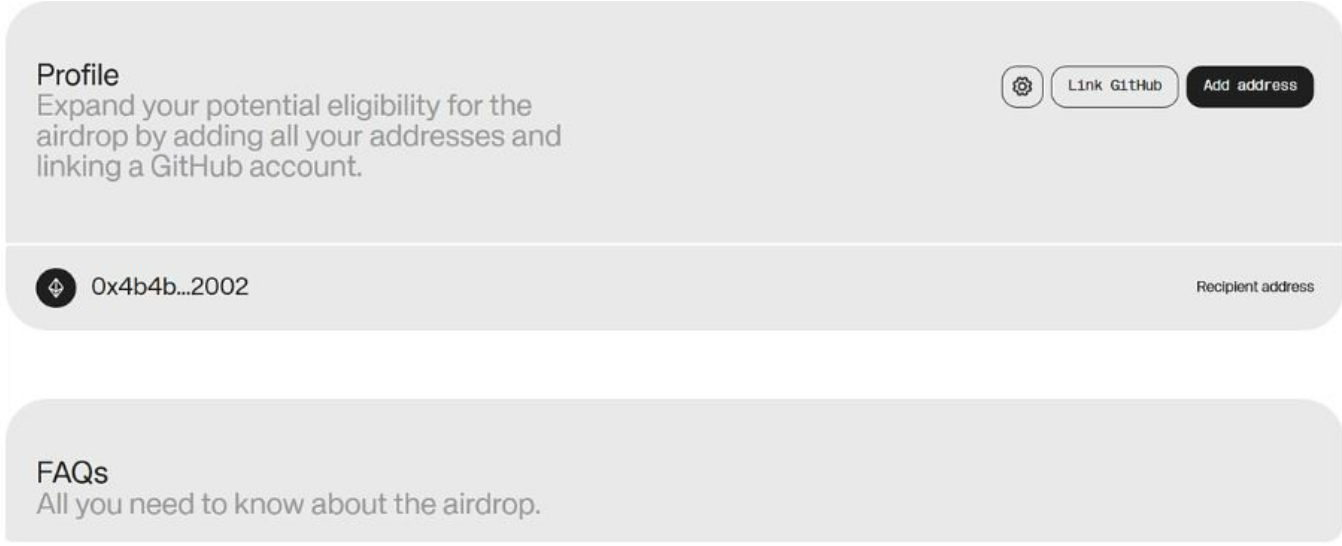 Profile
Expand your potential eligibility for the
airdrop by adding all your addresses and
linking a GitHub account.
Link GitHub
Add address
0x4b4b...2002
Recipient address
FAQs
All you need to know about the airdrop.